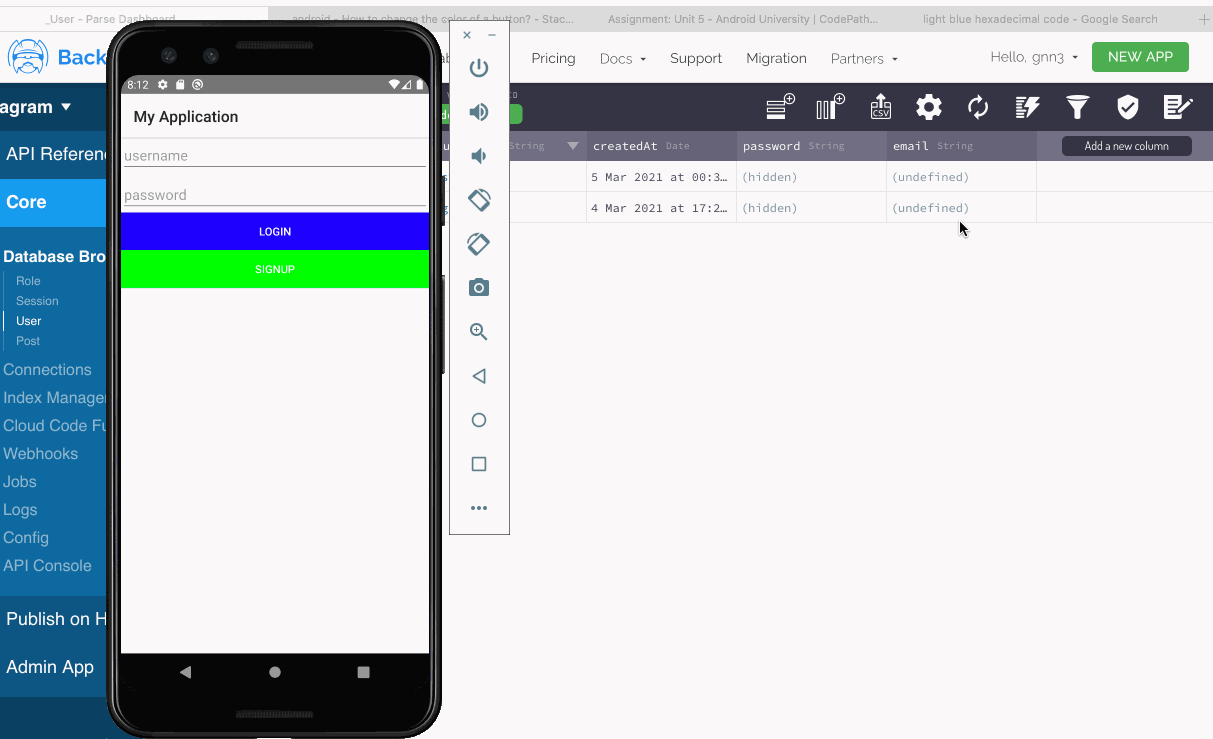 _User - Parse Dashboard
android - How to change the color of a button? - Stac...
Assignment: Unit 5 - Android University | CodePath...
light blue hexadecimal code - Google Search
Back
Pricing
Docs
Support
Migration
Partners
Hello, gnn3
NEW APP
agram
API Referen
Core
Database Bro
Role
Session
User
Post
Connections
Index Manage
Cloud Code Fu
Webhooks
Jobs
Logs
Config
API Console
Publish on H
Admin App
8:12
My Application
username
password
LOGIN
SIGNUP
CSV
String
createdAt Date
password String
email String
Add a new column
5 Mar 2021 at 00:3… (hidden) (undefined)
4 Mar 2021 at 17:2… (hidden) (undefined)